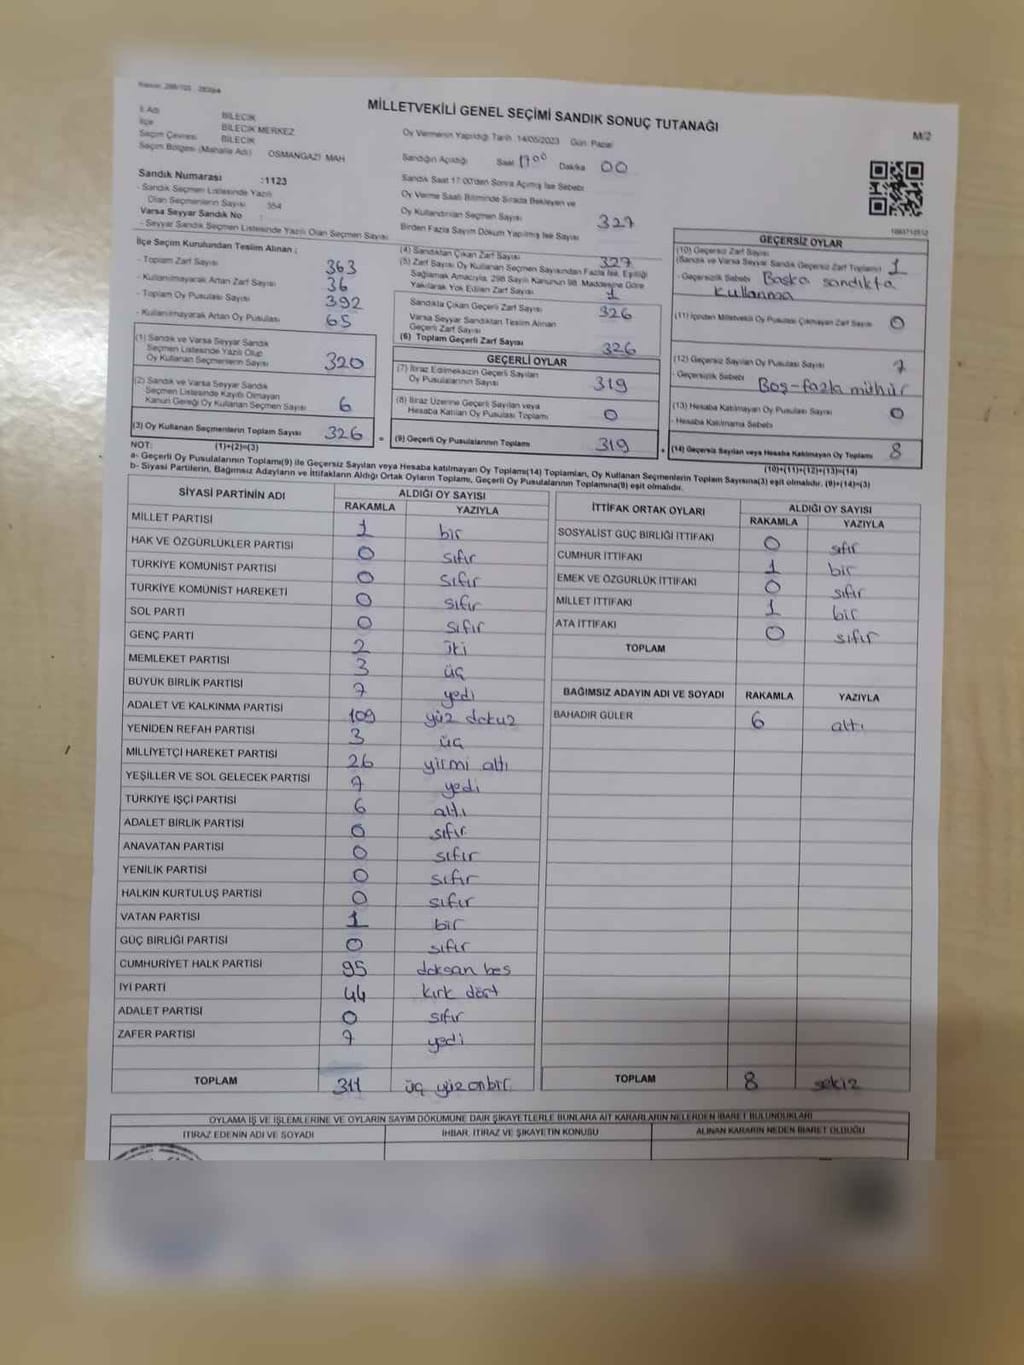 MİLLETVEKİLİ GENEL SEÇİMİ SANDIK SONUÇ TUTANAĞI
M/2
İl Adı BİLECİK
İlçe BİLECİK MERKEZ
Seçim Çevresi BİLECİK
Seçim Bölgesi (Mahalle Adı) OSMANGAZİ MAH
Oy Vermenin Yapıldığı Tarih 14/05/2023 Gün: Pazar
Sandığın Açıldığı Saat 17:00 Dakika 00
Sandık Saat 17:00'den Sonra Açılmış İse Sebebi
Oy Verme Saati Bitiminde Sırada Bekleyen ve
Oy Kullandırılan Seçmen Sayısı 327
Birden Fazla Sayım Döküm Yapılmış İse Sayısı
Sandık Numarası :1123
- Sandık Seçmen Listesinde Yazılı
Olan Seçmenlerin Sayısı 354
Varsa Seyyar Sandık No
- Seyyar Sandık Seçmen Listesinde Yazılı Olan Seçmen Sayısı
İlçe Seçim Kurulundan Teslim Alınan ;
- Toplam Zarf Sayısı 363
- Kullanılmayarak Artan Zarf Sayısı 36
- Toplam Oy Pusulası Sayısı 392
- Kullanılmayarak Artan Oy Pusulası 65
(1) Sandık ve Varsa Seyyar Sandık
Seçmen Listesinde Yazılı Olup
Oy Kullanan Seçmenlerin Sayısı 320
(2) Sandık ve Varsa Seyyar Sandık
Seçmen Listesinde Kayıtlı Olmayan
Kanun Gereği Oy Kullanan Seçmen Sayısı 6
(3) Oy Kullanan Seçmenlerin Toplam Sayısı 326
(1)+(2)=(3)
(4) Sandıktan Çıkan Zarf Sayısı 327
(5) Zarf Sayısı Oy Kullanan Seçmen Sayısından Fazla İse, Eşitliği
Sağlamak Amacıyla, 298 Sayılı Kanunun 98. Maddesine Göre
Yakılarak Yok Edilen Zarf Sayısı 1
Sandıkta Çıkan Geçerli Zarf Sayısı 326
Varsa Seyyar Sandıktan Teslim Alınan
Geçerli Zarf Sayısı
(6) Toplam Geçerli Zarf Sayısı 326
GEÇERLİ OYLAR
(7) İtiraz Edilmeksizin Geçerli Sayılan
Oy Pusulalarının Sayısı 319
(8) İtiraz Üzerine Geçerli Sayılan veya
Hesaba Katılan Oy Pusulası Toplamı 0
= (9) Geçerli Oy Pusulalarının Toplamı 319
GEÇERSİZ OYLAR
(10) Geçersiz Zarf Sayısı
(Sandık ve Varsa Seyyar Sandık Geçersiz Zarf Toplamı) 1
- Geçersizlik Sebebi Başka sandıkta
kullanma
(11) İçinden Milletvekili Oy Pusulası Çıkmayan Zarf Sayısı 0
(12) Geçersiz Sayılan Oy Pusulası Sayısı 7
- Geçersizlik Sebebi Boş-fazla mühür
(13) Hesaba Katılmayan Oy Pusulası Sayısı 0
- Hesaba Katılmama Sebebi
+ (14) Geçersiz Sayılan veya Hesaba Katılmayan Oy Toplamı 8
(10)+(11)+(12)+(13)=(14)
NOT:
a- Geçerli Oy Pusulalarının Toplamı(9) ile Geçersiz Sayılan veya Hesaba katılmayan Oy Toplamı(14) Toplamları, Oy Kullanan Seçmenlerin Toplam Sayısına(3) eşit olmalıdır. (9)+(14)=(3)
b- Siyasi Partilerin, Bağımsız Adayların ve İttifakların Aldığı Ortak Oyların Toplamı, Geçerli Oy Pusulalarının Toplamına(9) eşit olmalıdır.
SİYASİ PARTİNİN ADI ALDIĞI OY SAYISI
RAKAMLA YAZIYLA
MİLLET PARTİSİ 1 bir
HAK VE ÖZGÜRLÜKLER PARTİSİ 0 sıfır
TÜRKİYE KOMÜNİST PARTİSİ 0 sıfır
TÜRKİYE KOMÜNİST HAREKETİ 0 sıfır
SOL PARTİ 0 sıfır
GENÇ PARTİ 2 iki
MEMLEKET PARTİSİ 3 üç
BÜYÜK BİRLİK PARTİSİ 7 yedi
ADALET VE KALKINMA PARTİSİ 109 yüz dokuz
YENİDEN REFAH PARTİSİ 3 üç
MİLLİYETÇİ HAREKET PARTİSİ 26 yirmi altı
YEŞİLLER VE SOL GELECEK PARTİSİ 7 yedi
TÜRKİYE İŞÇİ PARTİSİ 6 altı
ADALET BİRLİK PARTİSİ 0 sıfır
ANAVATAN PARTİSİ 0 sıfır
YENİLİK PARTİSİ 0 sıfır
HALKIN KURTULUŞ PARTİSİ 0 sıfır
VATAN PARTİSİ 1 bir
GÜÇ BİRLİĞİ PARTİSİ 0 sıfır
CUMHURİYET HALK PARTİSİ 95 doksan beş
İYİ PARTİ 44 kırk dört
ADALET PARTİSİ 0 sıfır
ZAFER PARTİSİ 7 yedi
TOPLAM 311 üç yüz onbir
İTTİFAK ORTAK OYLARI ALDIĞI OY SAYISI
RAKAMLA YAZIYLA
SOSYALİST GÜÇ BİRLİĞİ İTTİFAKI 0 sıfır
CUMHUR İTTİFAKI 1 bir
EMEK VE ÖZGÜRLÜK İTTİFAKI 0 sıfır
MİLLET İTTİFAKI 1 bir
ATA İTTİFAKI 0 sıfır
TOPLAM
BAĞIMSIZ ADAYIN ADI VE SOYADI RAKAMLA YAZIYLA
BAHADIR GÜLER 6 altı
TOPLAM 8 sekiz
OYLAMA İŞ VE İŞLEMLERİNE VE OYLARIN SAYIM DÖKÜMÜNE DAİR ŞİKAYETLERLE BUNLARA AİT KARARLARIN NELERDEN İBARET BULUNDUKLARI
İTİRAZ EDENİN ADI VE SOYADI İHBAR, İTİRAZ VE ŞİKAYETİN KONUSU ALINAN KARARIN NEDEN İBARET OLDUĞU